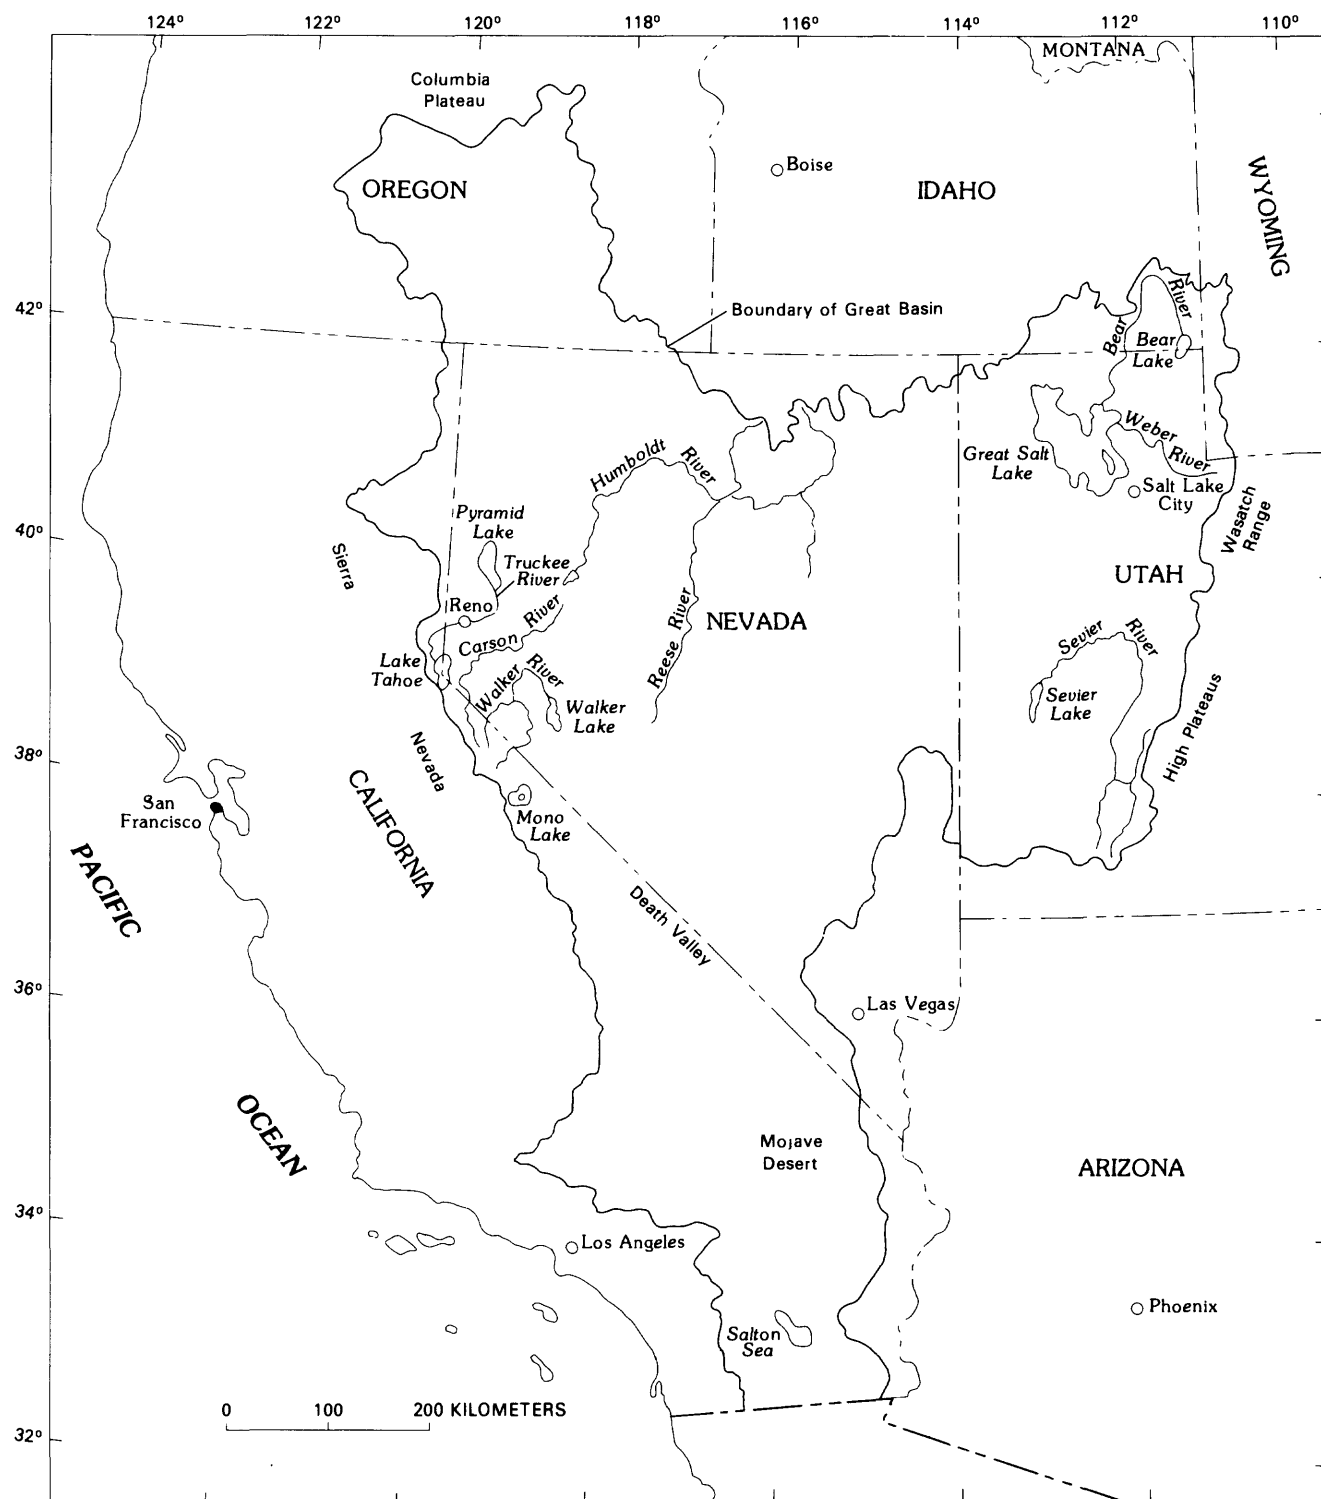 124° 122° 120° 118° 116° 114° 112° 110°
MONTANA
Columbia
Plateau
Boise
OREGON
IDAHO
WYOMING
42°
Boundary of Great Basin
Bear
River
Bear
Lake
Weber
River
Great Salt
Lake
Salt Lake
City
Humboldt
River
Wasatch
Range
Pyramid
Lake
40°
Sierra
Truckee
River
UTAH
Reno
Carson
River
Reese River
NEVADA
Sevier
River
Lake
Tahoe
Walker
River
Walker
Lake
Sevier
Lake
High Plateaus
38°
Nevada
San
Francisco
CALIFORNIA
Mono
Lake
PACIFIC
Death Valley
36°
Las Vegas
OCEAN
Mojave
Desert
ARIZONA
34°
Los Angeles
Phoenix
Salton
Sea
0 100 200 KILOMETERS
32°